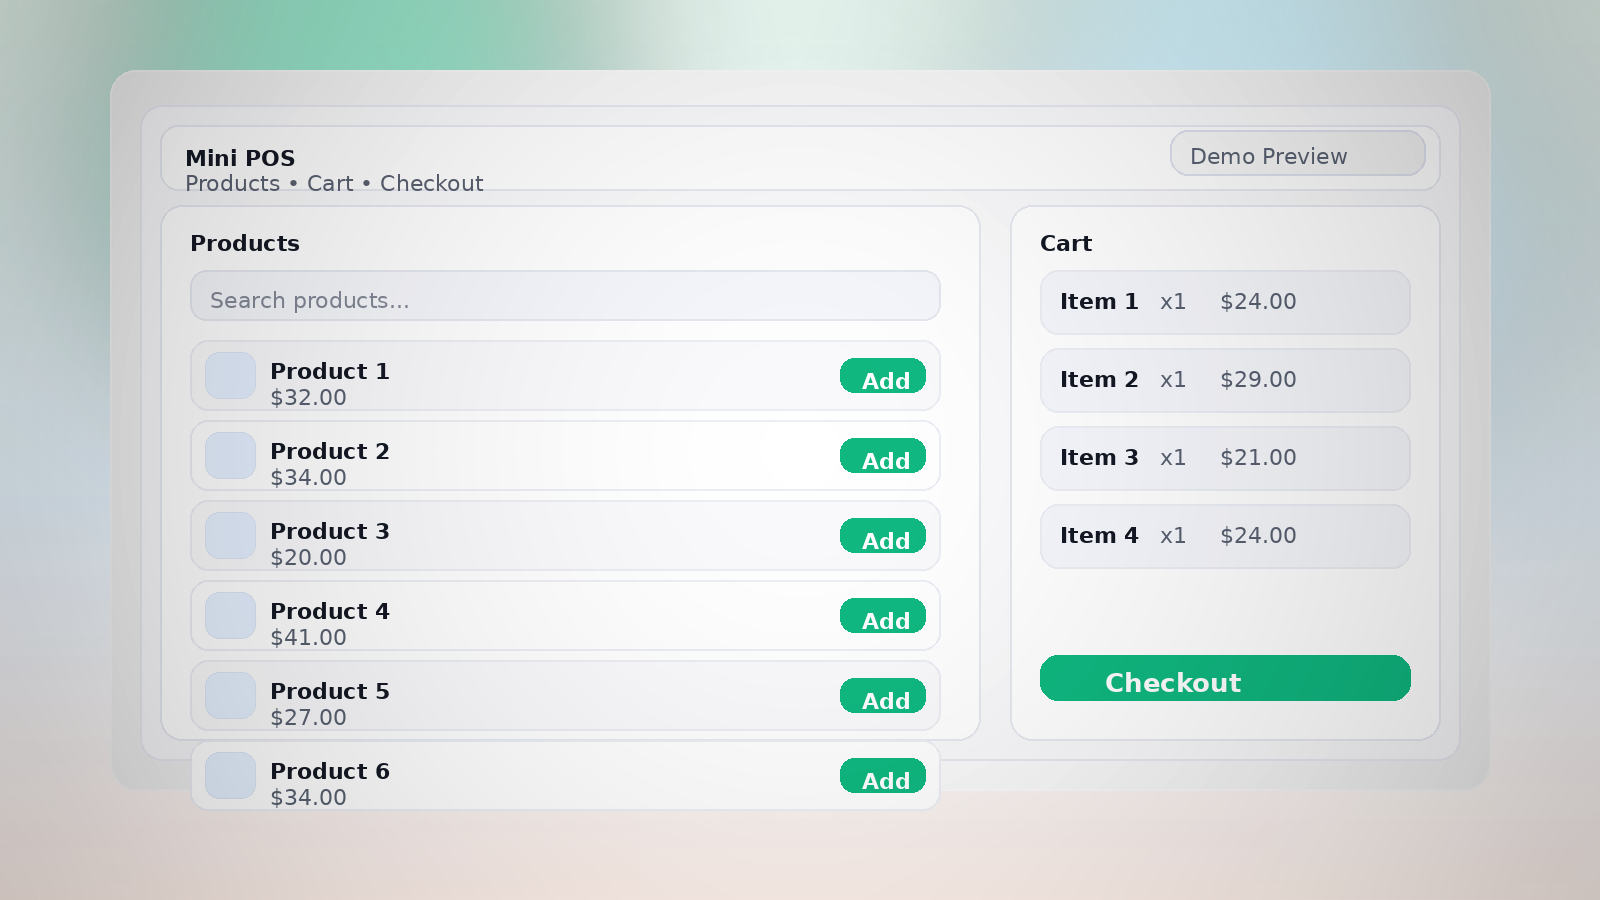 Mini POS
Products • Cart • Checkout
Demo Preview
Products
Search products...
Product 1
$32.00
Add
Product 2
$34.00
Add
Product 3
$20.00
Add
Product 4
$41.00
Add
Product 5
$27.00
Add
Product 6
$34.00
Add
Cart
Item 1 x1 $24.00
Item 2 x1 $29.00
Item 3 x1 $21.00
Item 4 x1 $24.00
Checkout